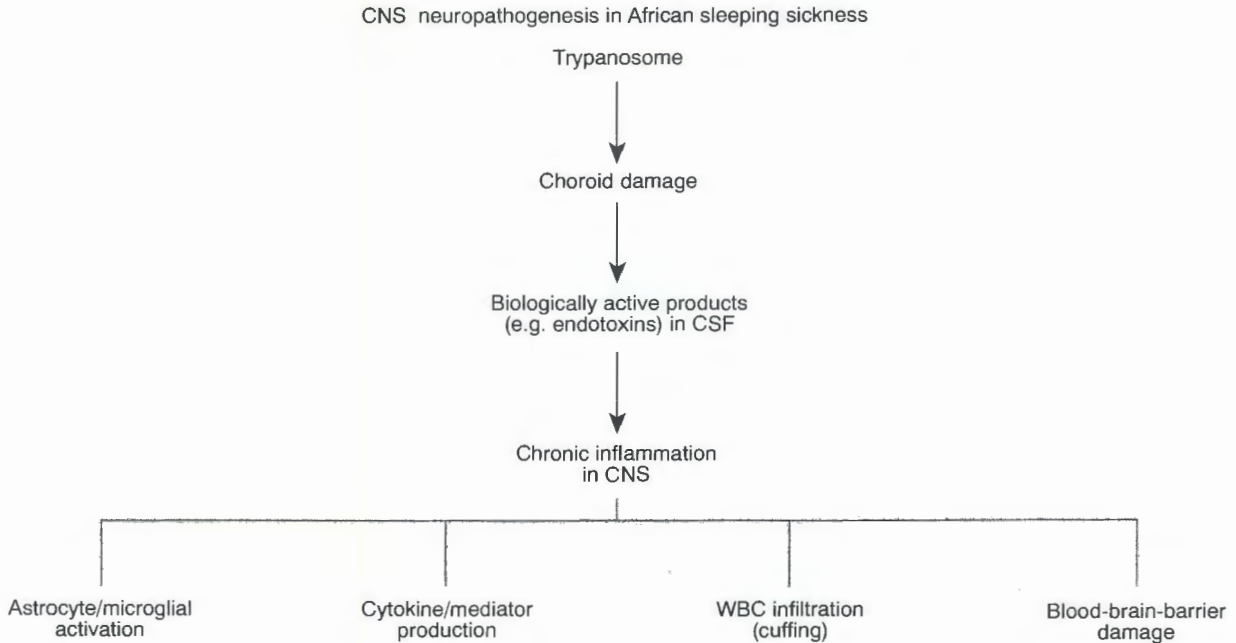 CNS neuropathogenesis in African sleeping sickness
Trypanosome
Choroid damage
Biologically active products
(e.g. endotoxins) in CSF
Chronic inflammation
in CNS
Astrocyte/microglial
activation
Cytokine/mediator
production
WBC infiltration
(cuffing)
Blood-brain-barrier
damage